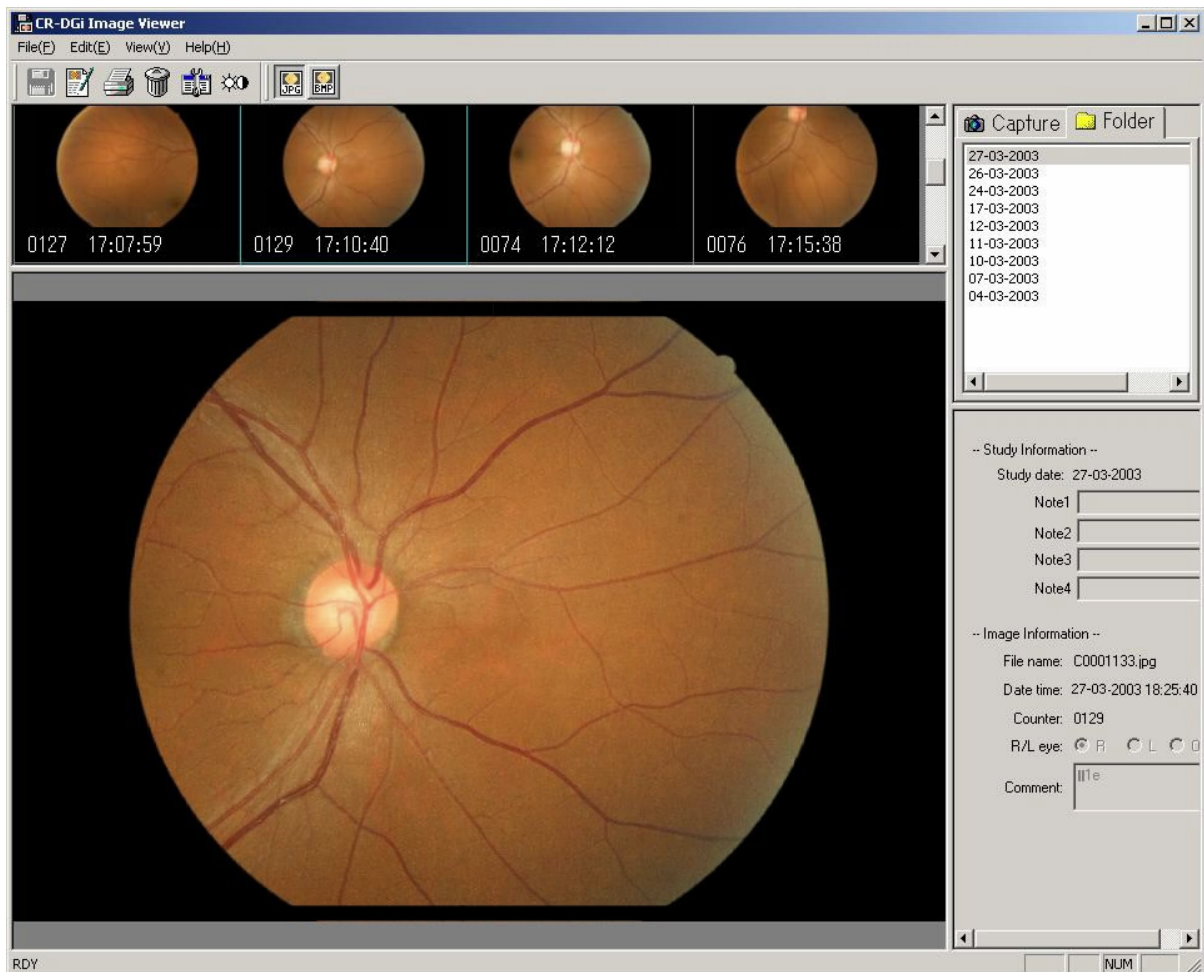 CR-DGi Image Viewer
File(F) Edit(E) View(V) Help(H)
JPG BMP
0127 17:07:59
0129 17:10:40
0074 17:12:12
0076 17:15:38
Capture Folder
27-03-2003
26-03-2003
24-03-2003
17-03-2003
12-03-2003
11-03-2003
10-03-2003
07-03-2003
04-03-2003
-- Study Information --
Study date: 27-03-2003
Note1
Note2
Note3
Note4
-- Image Information --
File name: C0001133.jpg
Date time: 27-03-2003 18:25:40
Counter: 0129
R/L eye: R L O
Comment:
RDY NUM